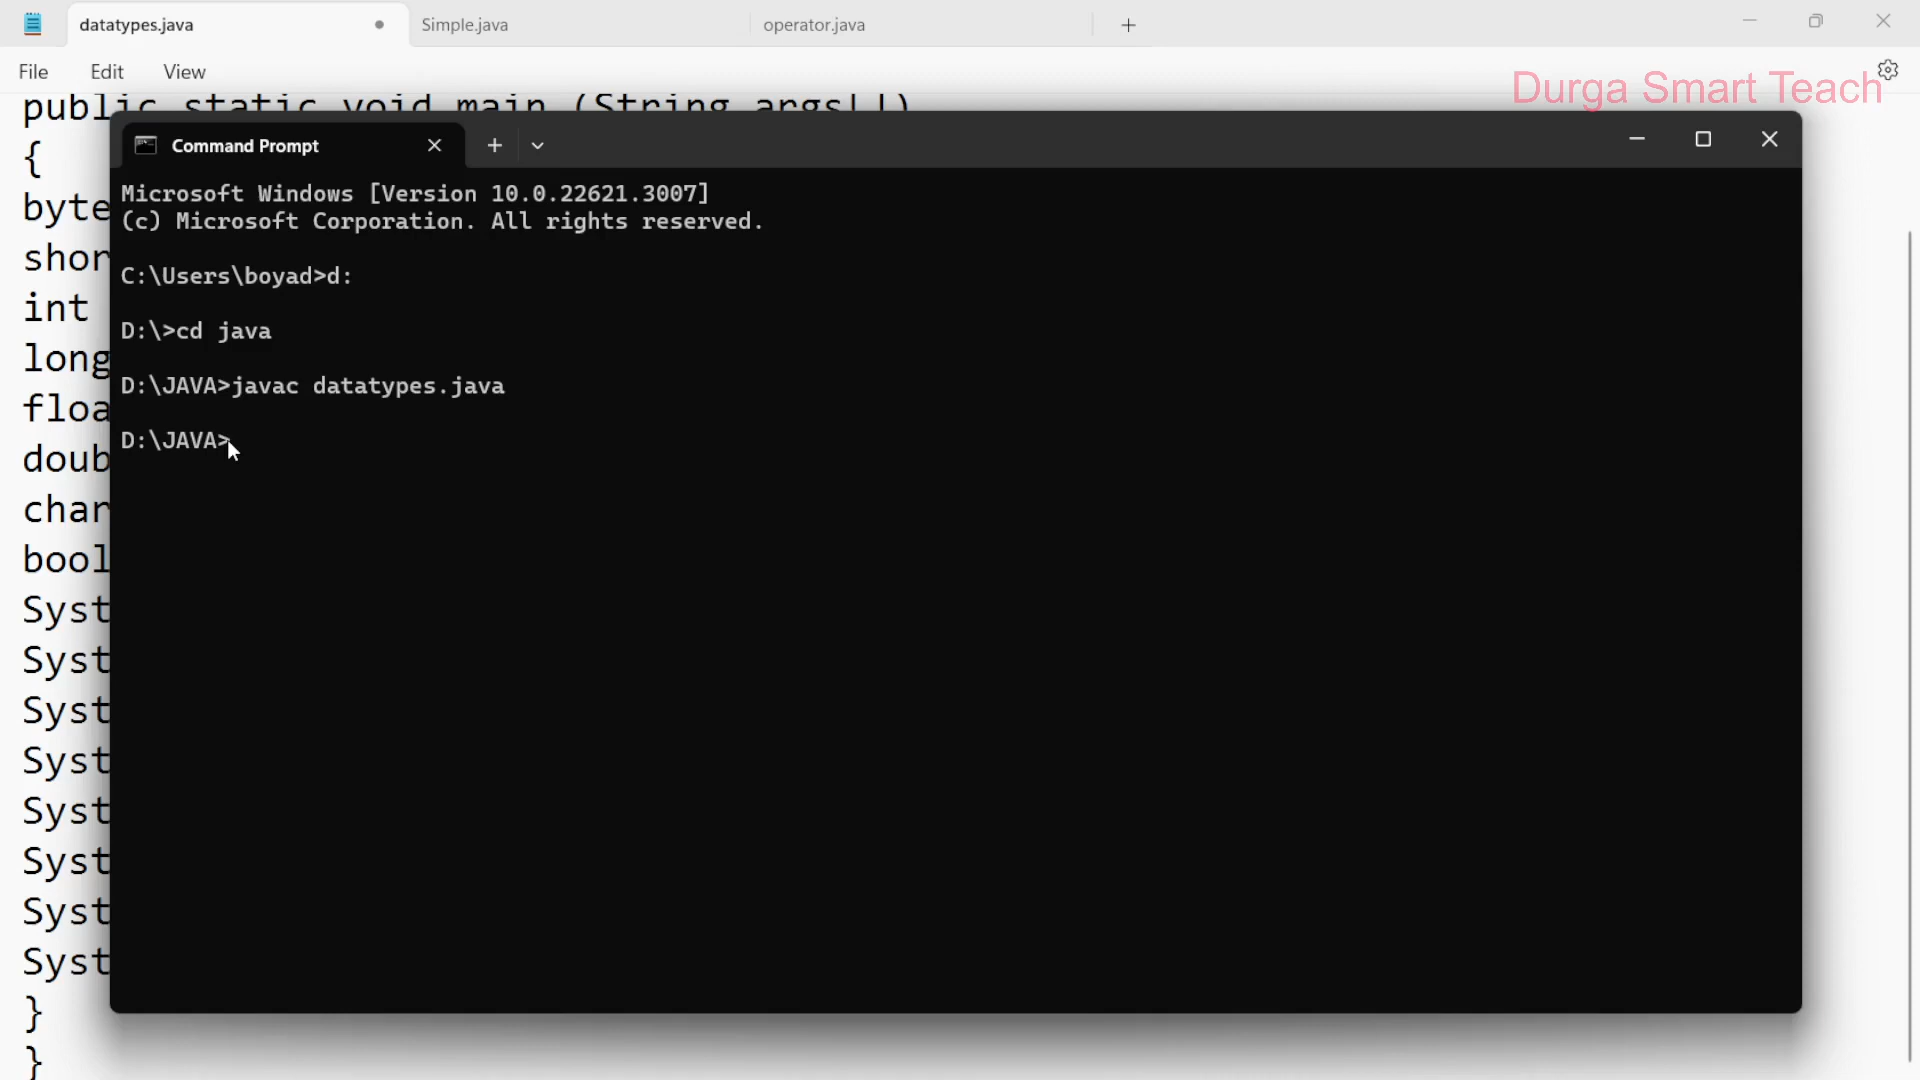 datatypes.java
Simple.java
operator.java
File
Edit
View
Durga Smart Teach
public static void main (String args[])
{
byte
shor
int
long
floa
doub
char
bool
Syst
Syst
Syst
Syst
Syst
Syst
Syst
Syst
}
}
Command Prompt
Microsoft Windows [Version 10.0.22621.3007]
(c) Microsoft Corporation. All rights reserved.
C:\Users\boyad>d:
D:\>cd java
D:\JAVA>javac datatypes.java
D:\JAVA>